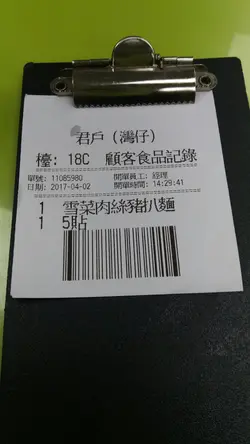 君戶 (灣仔)
檯: 18C 顧客食品記錄
單號: 11085980 開單員工: 經理
日期: 2017-04-02 開單時間: 14:29:41
1 雪菜肉絲豬扒麵
1 5貼